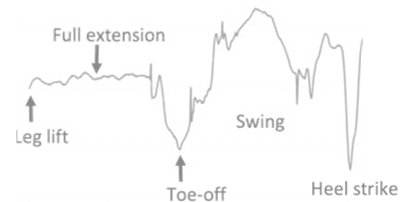 Full extension
Leg lift
Swing
Toe-off
Heel strike